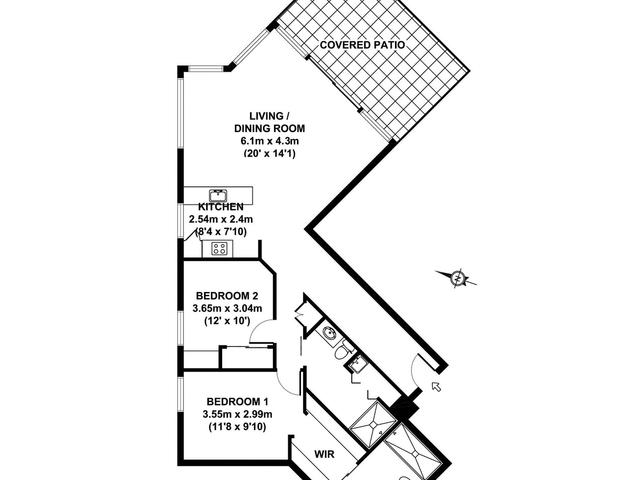 COVERED PATIO
LIVING /
DINING ROOM
6.1m x 4.3m
(20' x 14'1)
KITCHEN
2.54m x 2.4m
(8'4 x 7'10)
BEDROOM 2
3.65m x 3.04m
(12' x 10')
BEDROOM 1
3.55m x 2.99m
(11'8 x 9'10)
WIR